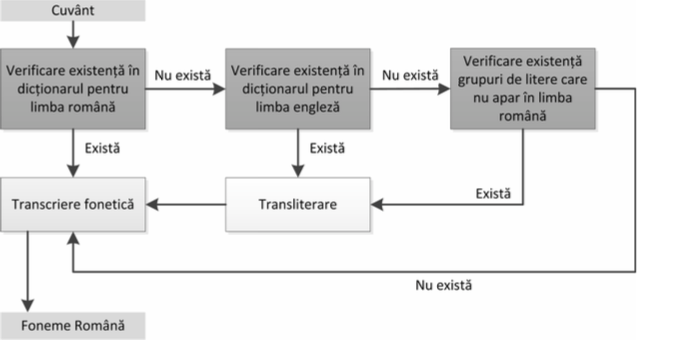 Cuvânt
Verificare existență în
dicționarul pentru
limba română
Nu există
Verificare existență în
dicționarul pentru
limba engleză
Nu există
Verificare existență
grupuri de litere care
nu apar în limba
română
Există
Există
Există
Transcriere fonetică
Transliterare
Nu există
Foneme Română